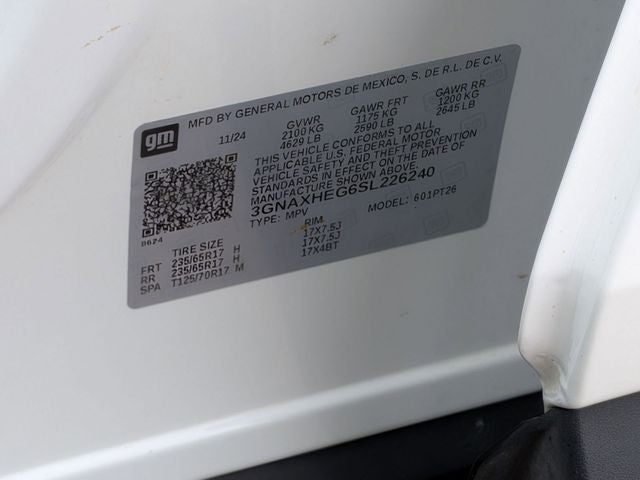 MFD BY GENERAL MOTORS DE MEXICO, S. DE R.L. DE C.V.
gm
11/24 GVWR GAWR FRT GAWR RR
2100 KG 1175 KG 1200 KG
4629 LB 2590 LB 2645 LB
THIS VEHICLE CONFORMS TO ALL
APPLICABLE U.S. FEDERAL MOTOR
VEHICLE SAFETY AND THEFT PREVENTION
STANDARDS IN EFFECT ON THE DATE OF
MANUFACTURE SHOWN ABOVE.
3GNAXHEG6SL226240
TYPE: MPV MODEL: 601PT26
8624
TIRE SIZE RIM
FRT 235/65R17 H 17X7.5J
RR 235/65R17 H 17X7.5J
SPA T125/70R17 M 17X4BT